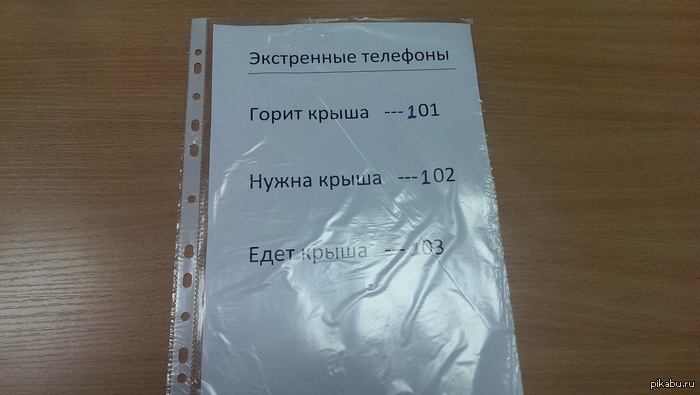 Экстренные телефоны
Горит крыша ---101
Нужна крыша ---102
Едет крыша ---103
pikabu.ru